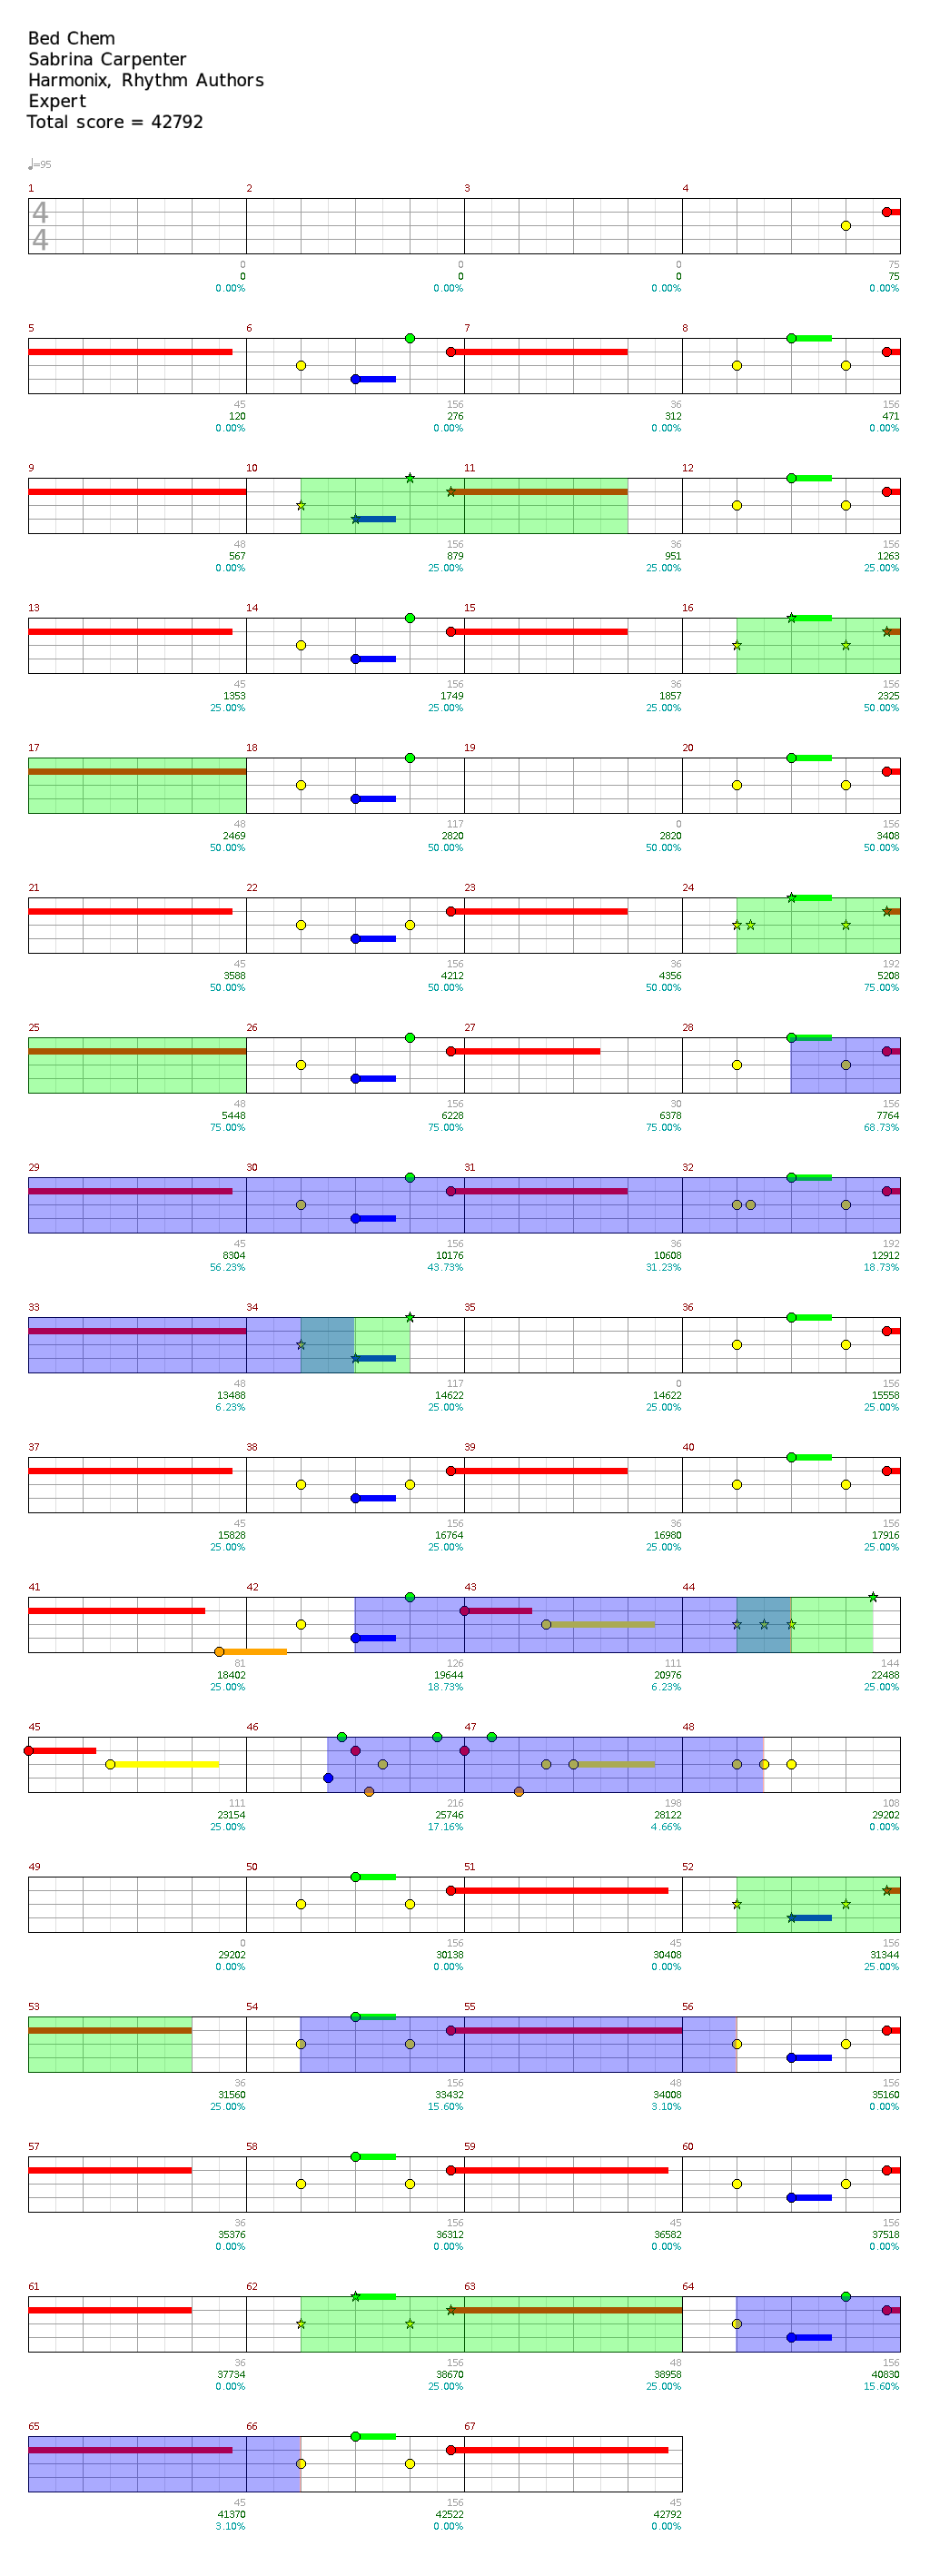 Bed Chem
Sabrina Carpenter
Harmonix, Rhythm Authors
Expert
Total score = 42792
♩=95
1 2 3 4
4
4
0 0 0 75
0 0 0 75
0.00% 0.00% 0.00% 0.00%
5 6 7 8
45 156 36 156
120 276 312 471
0.00% 0.00% 0.00% 0.00%
9 10 11 12
48 156 36 156
567 879 951 1263
0.00% 25.00% 25.00% 25.00%
13 14 15 16
45 156 36 156
1353 1749 1857 2325
25.00% 25.00% 25.00% 50.00%
17 18 19 20
48 117 0 156
2469 2820 2820 3408
50.00% 50.00% 50.00% 50.00%
21 22 23 24
45 156 36 192
3588 4212 4356 5208
50.00% 50.00% 50.00% 75.00%
25 26 27 28
48 156 30 156
5448 6228 6378 7764
75.00% 75.00% 75.00% 68.73%
29 30 31 32
45 156 36 192
8304 10176 10608 12912
56.23% 43.73% 31.23% 18.73%
33 34 35 36
48 117 0 156
13488 14622 14622 15558
6.23% 25.00% 25.00% 25.00%
37 38 39 40
45 156 36 156
15828 16764 16980 17916
25.00% 25.00% 25.00% 25.00%
41 42 43 44
81 126 111 144
18402 19644 20976 22488
25.00% 18.73% 6.23% 25.00%
45 46 47 48
111 216 198 108
23154 25746 28122 29202
25.00% 17.16% 4.66% 0.00%
49 50 51 52
0 156 45 156
29202 30138 30408 31344
0.00% 0.00% 0.00% 25.00%
53 54 55 56
36 156 48 156
31560 33432 34008 35160
25.00% 15.60% 3.10% 0.00%
57 58 59 60
36 156 45 156
35376 36312 36582 37518
0.00% 0.00% 0.00% 0.00%
61 62 63 64
36 156 48 156
37734 38670 38958 40830
0.00% 25.00% 25.00% 15.60%
65 66 67
45 156 45
41370 42522 42792
3.10% 0.00% 0.00%